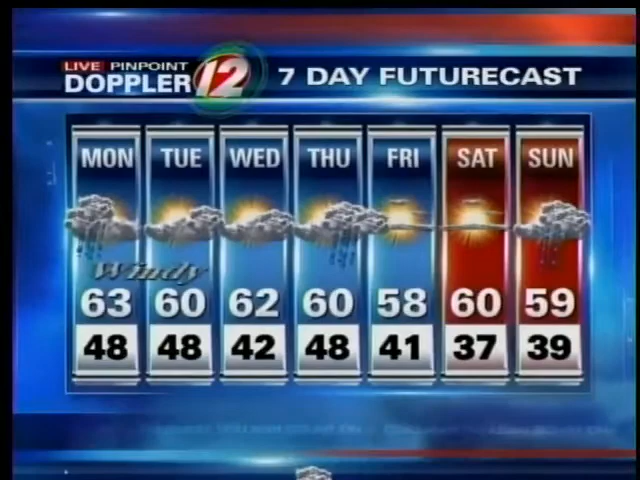 LIVE PINPOINT
DOPPLER 12
7 DAY FUTURECAST
MON TUE WED THU FRI SAT SUN
Windy
63 60 62 60 58 60 59
48 48 42 48 41 37 39